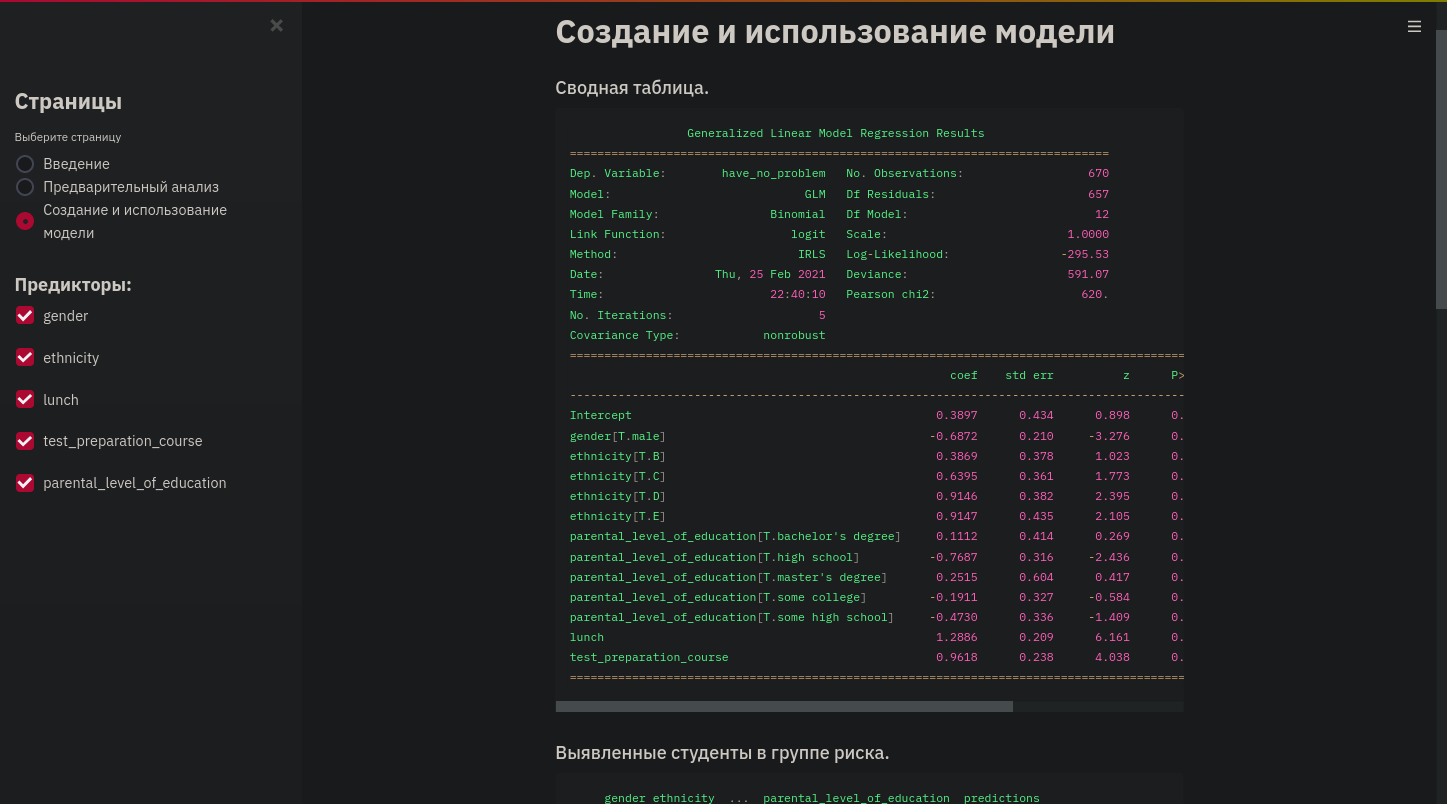 Страницы
Выберите страницу
Введение
Предварительный анализ
Создание и использование
модели
Предикторы:
gender
ethnicity
lunch
test_preparation_course
parental_level_of_education
Создание и использование модели
Сводная таблица.
Generalized Linear Model Regression Results
==============================================================================
Dep. Variable: have_no_problem No. Observations: 670
Model: GLM Df Residuals: 657
Model Family: Binomial Df Model: 12
Link Function: logit Scale: 1.0000
Method: IRLS Log-Likelihood: -295.53
Date: Thu, 25 Feb 2021 Deviance: 591.07
Time: 22:40:10 Pearson chi2: 620.
No. Iterations: 5
Covariance Type: nonrobust
=========================================================================================
coef std err z P>
-----------------------------------------------------------------------------------------
Intercept 0.3897 0.434 0.898 0.
gender[T.male] -0.6872 0.210 -3.276 0.
ethnicity[T.B] 0.3869 0.378 1.023 0.
ethnicity[T.C] 0.6395 0.361 1.773 0.
ethnicity[T.D] 0.9146 0.382 2.395 0.
ethnicity[T.E] 0.9147 0.435 2.105 0.
parental_level_of_education[T.bachelor's degree] 0.1112 0.414 0.269 0.
parental_level_of_education[T.high school] -0.7687 0.316 -2.436 0.
parental_level_of_education[T.master's degree] 0.2515 0.604 0.417 0.
parental_level_of_education[T.some college] -0.1911 0.327 -0.584 0.
parental_level_of_education[T.some high school] -0.4730 0.336 -1.409 0.
lunch 1.2886 0.209 6.161 0.
test_preparation_course 0.9618 0.238 4.038 0.
=========================================================================================
Выявленные студенты в группе риска.
gender ethnicity ... parental_level_of_education predictions